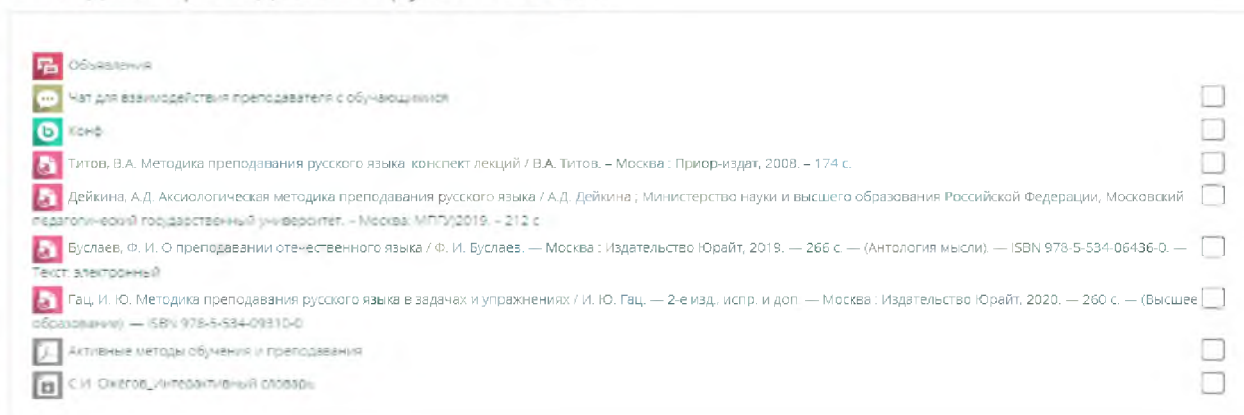 Объявления
Чат для взаимодействия преподавателя с обучающимися
Конф
Титов, В.А. Методика преподавания русского языка конспект лекций / В.А. Титов. – Москва : Приор-издат, 2008. – 174 с.
Дейкина, А.Д. Аксиологическая методика преподавания русского языка / А.Д. Дейкина ; Министерство науки и высшего образования Российской Федерации, Московский
педагогический государственный университет. – Москва: МПГУ,2019. – 212 с
Буслаев, Ф. И. О преподавании отечественного языка / Ф. И. Буслаев. — Москва : Издательство Юрайт, 2019. — 266 с. — (Антология мысли). — ISBN 978-5-534-06436-0. —
Текст: электронный
Гац, И. Ю. Методика преподавания русского языка в задачах и упражнениях / И. Ю. Гац. — 2-е изд., испр. и доп. — Москва : Издательство Юрайт, 2020. — 260 с. — (Высшее
образование). — ISBN 978-5-534-09310-0
Активные методы обучения и преподавания
С.И. Ожегов_Интерактивный словарь